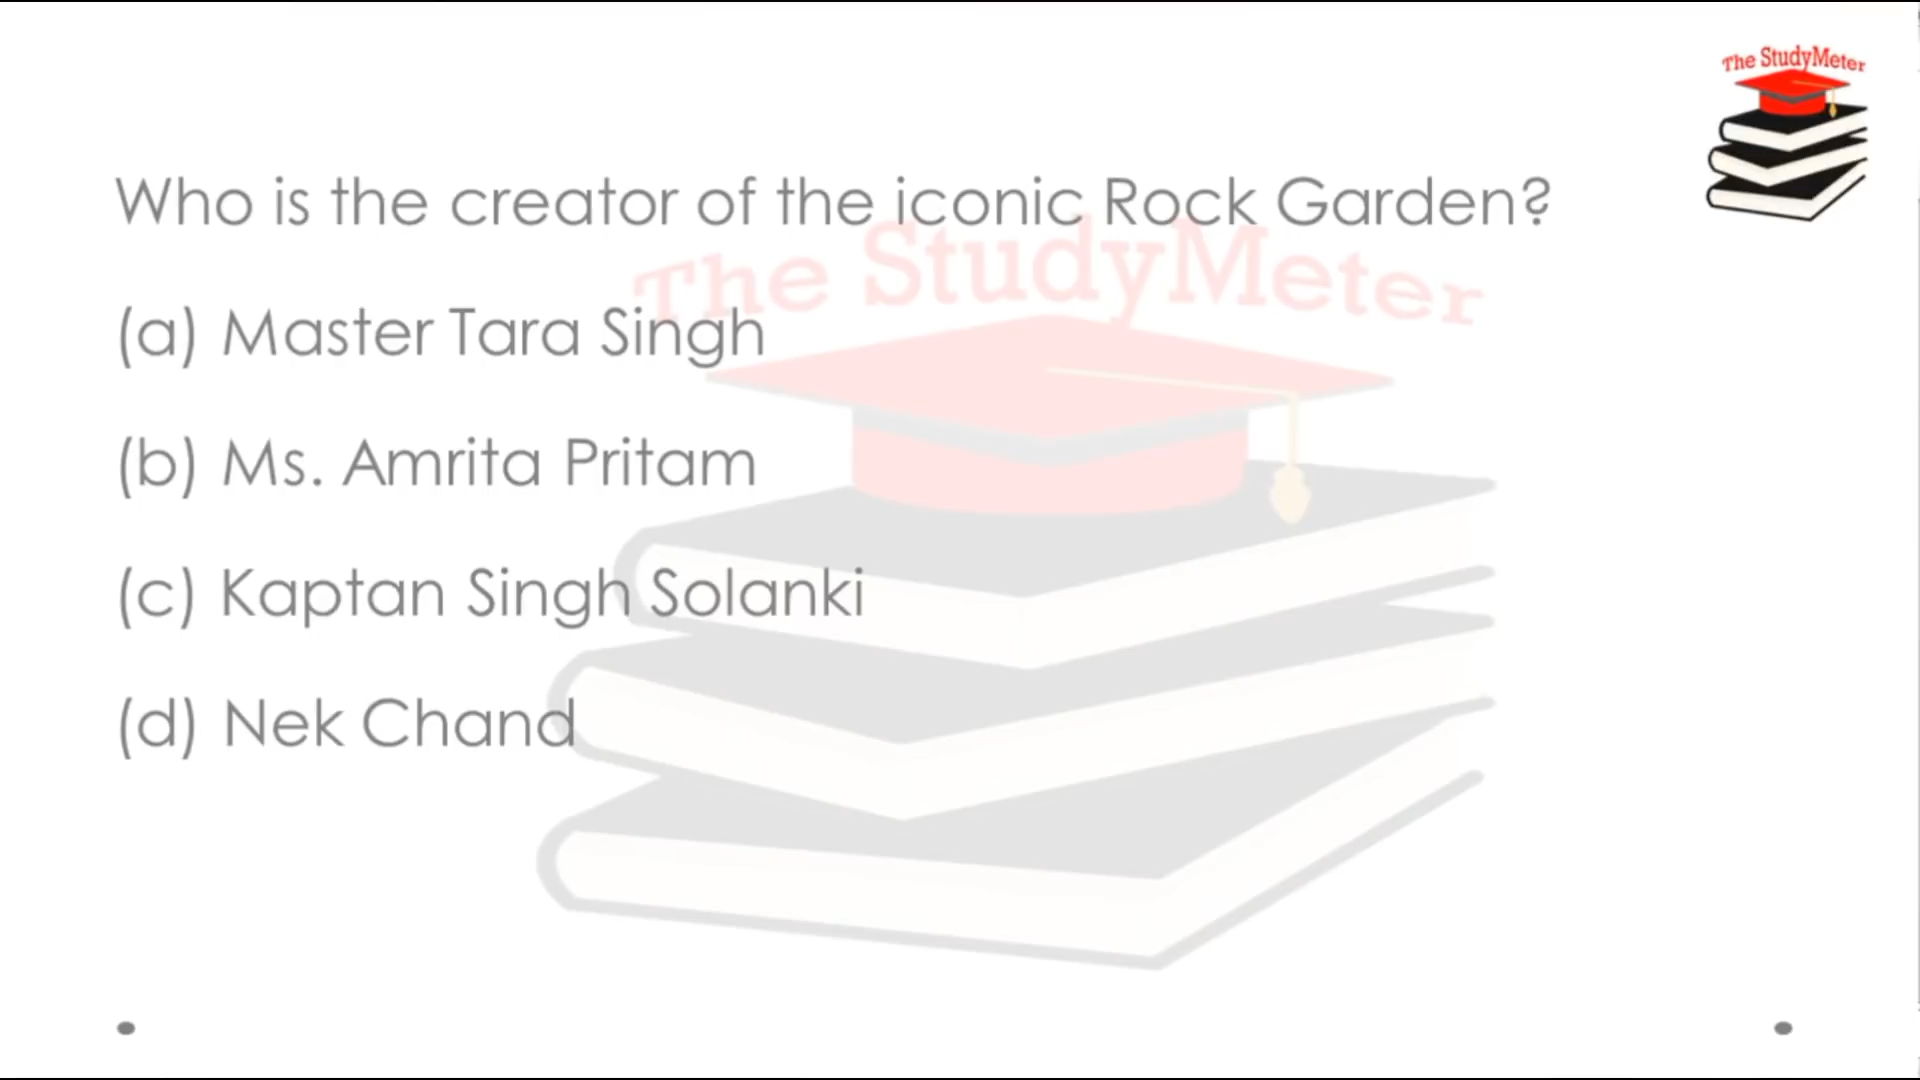 The StudyMeter
Who is the creator of the iconic Rock Garden?
The StudyMeter
(a) Master Tara Singh
(b) Ms. Amrita Pritam
(c) Kaptan Singh Solanki
(d) Nek Chand